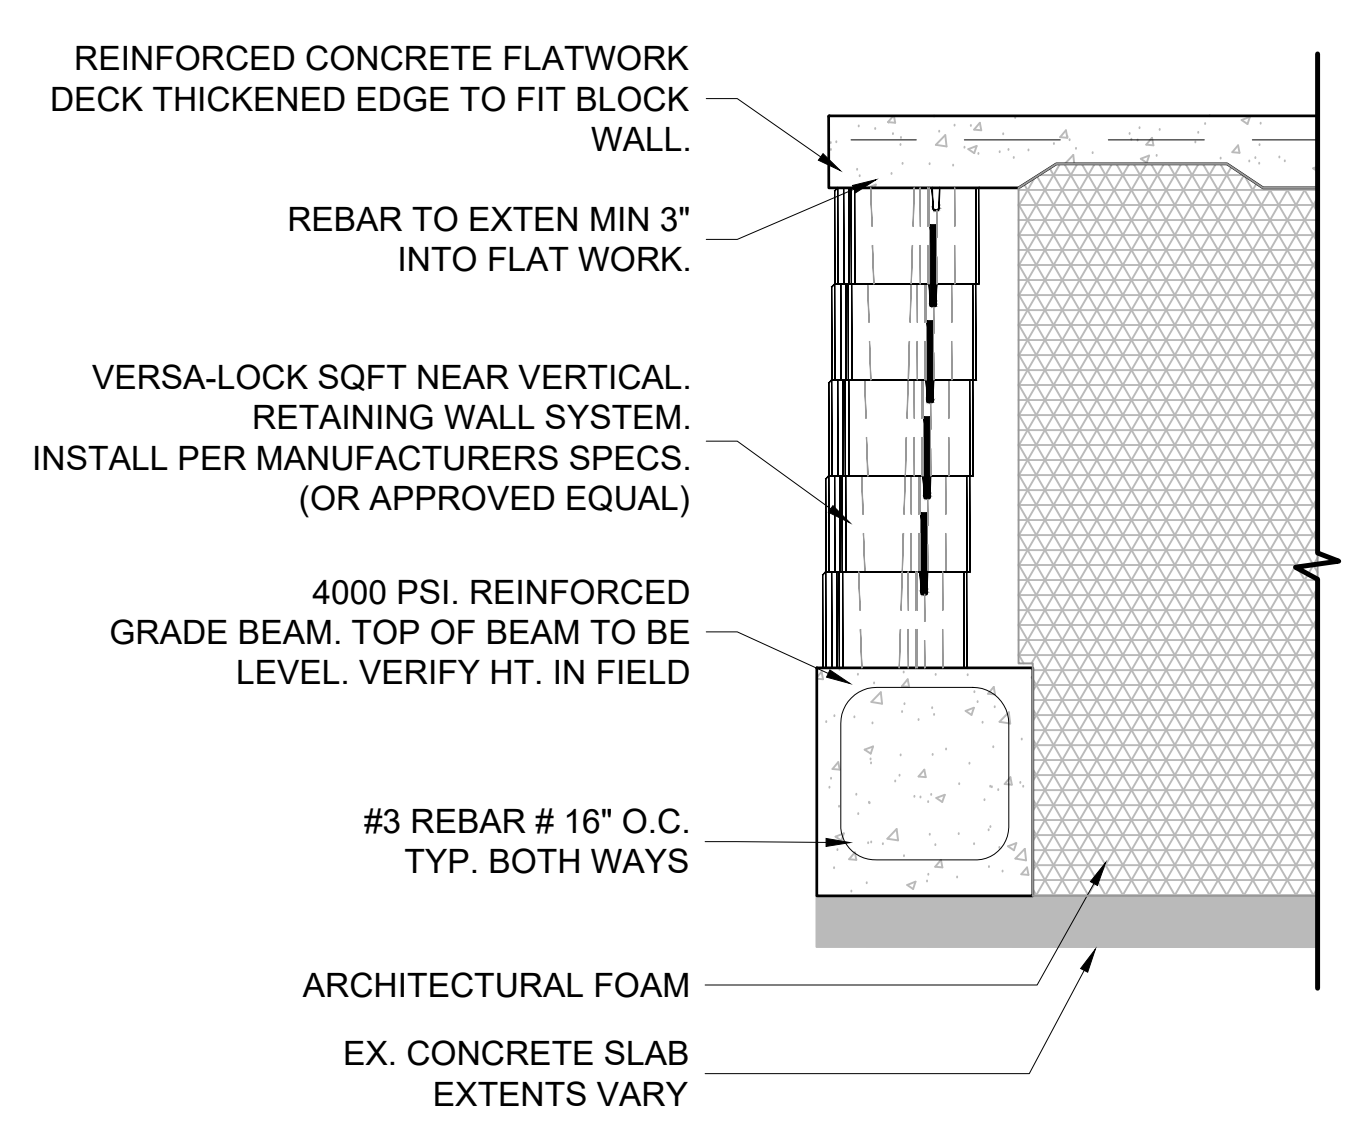 REINFORCED CONCRETE FLATWORK
DECK THICKENED EDGE TO FIT BLOCK
WALL.
REBAR TO EXTEN MIN 3"
INTO FLAT WORK.
VERSA-LOCK SQFT NEAR VERTICAL.
RETAINING WALL SYSTEM.
INSTALL PER MANUFACTURERS SPECS.
(OR APPROVED EQUAL)
4000 PSI. REINFORCED
GRADE BEAM. TOP OF BEAM TO BE
LEVEL. VERIFY HT. IN FIELD
#3 REBAR # 16" O.C.
TYP. BOTH WAYS
ARCHITECTURAL FOAM
EX. CONCRETE SLAB
EXTENTS VARY